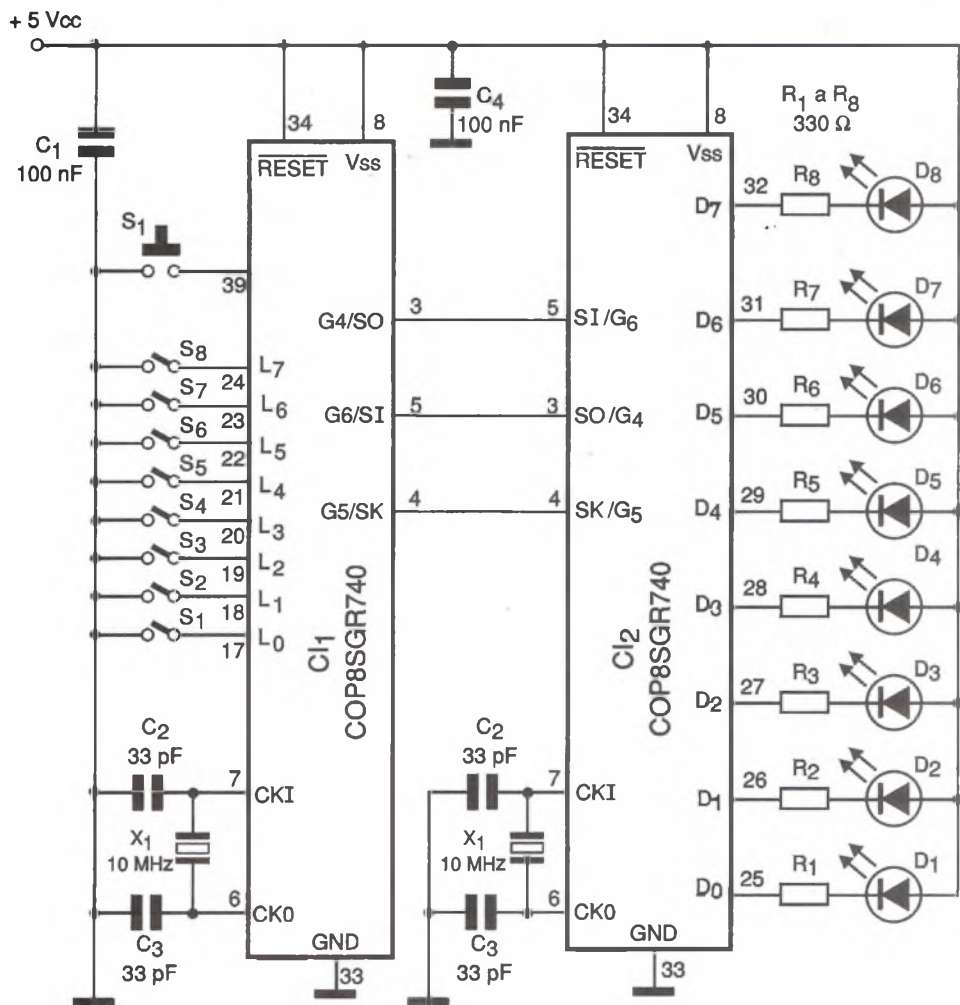 + 5 Vcc
C1
100 nF
C4
100 nF
R1 a R8
330 Ω
34
8
RESET
Vss
34
8
RESET
Vss
S1
39
G4/SO
3
5
SI/G6
G6/SI
5
3
SO/G4
G5/SK
4
4
SK/G5
S8
24
L7
S7
23
L6
S6
22
L5
S5
21
L4
S4
20
L3
S3
19
L2
S2
18
L1
S1
17
L0
CI1
COP8SGR740
CI2
COP8SGR740
D7
32
R8
D8
D6
31
R7
D7
D5
30
R6
D6
D4
29
R5
D5
D3
28
R4
D4
D2
27
R3
D3
D1
26
R2
D2
D0
25
R1
D1
C2
33 pF
7
CKI
X1
10 MHz
6
CK0
C3
33 pF
GND
33
C2
33 pF
7
CKI
X1
10 MHz
6
CK0
C3
33 pF
GND
33